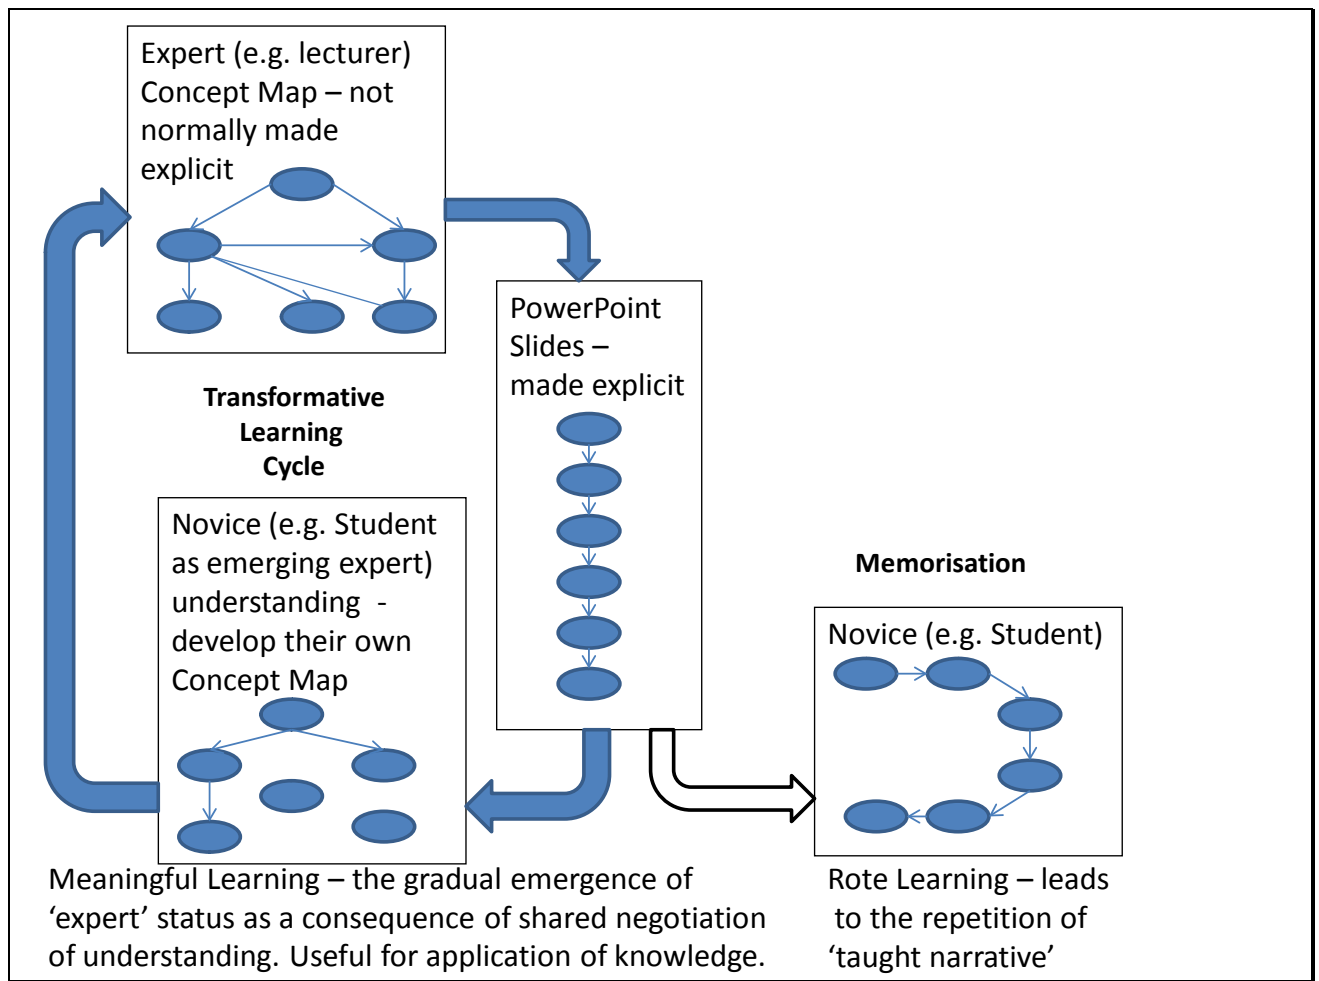 Expert (e.g. lecturer)
Concept Map – not
normally made
explicit
PowerPoint
Slides –
made explicit
Transformative
Learning
Cycle
Novice (e.g. Student
as emerging expert)
understanding -
develop their own
Concept Map
Memorisation
Novice (e.g. Student)
Meaningful Learning – the gradual emergence of
‘expert’ status as a consequence of shared negotiation
of understanding. Useful for application of knowledge.
Rote Learning – leads
to the repetition of
‘taught narrative’